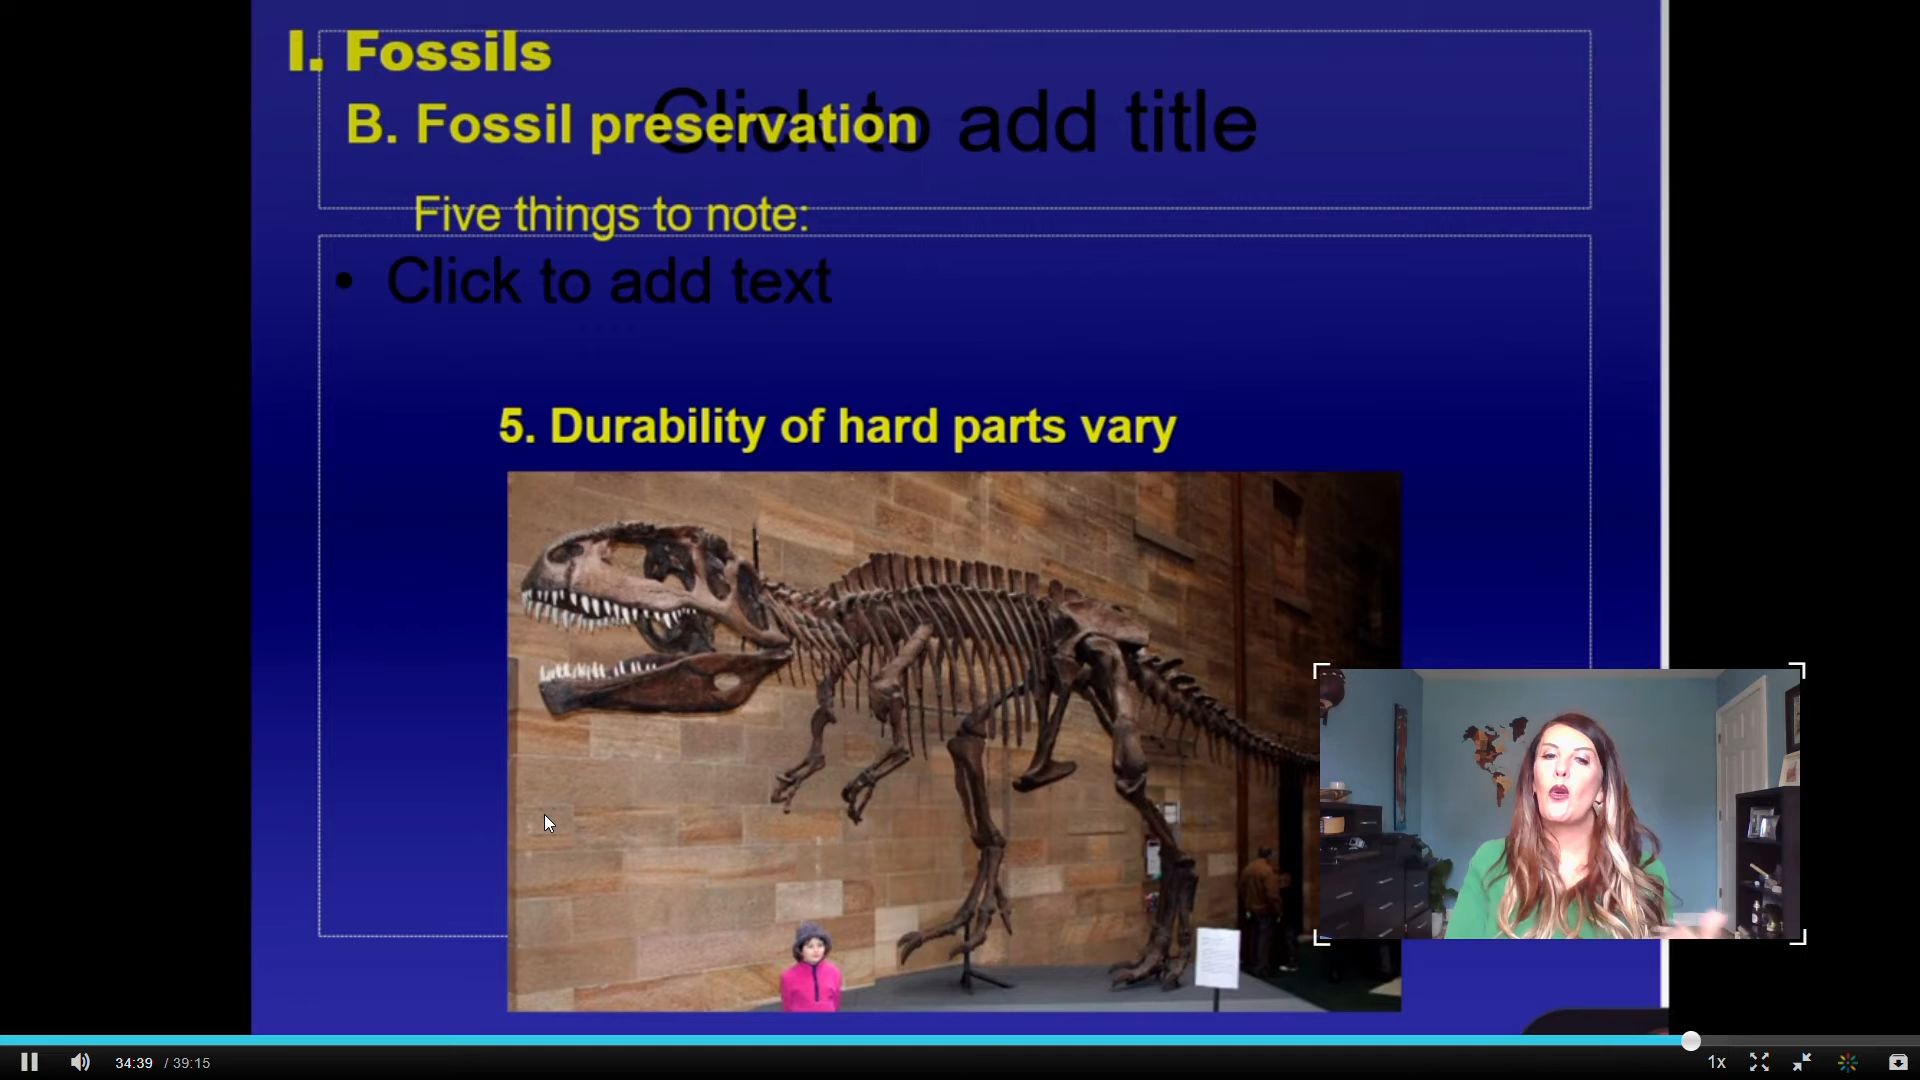 I. Fossils
Click to add title
B. Fossil preservation
Five things to note:
• Click to add text
5. Durability of hard parts vary
34:39 / 39:15
1x